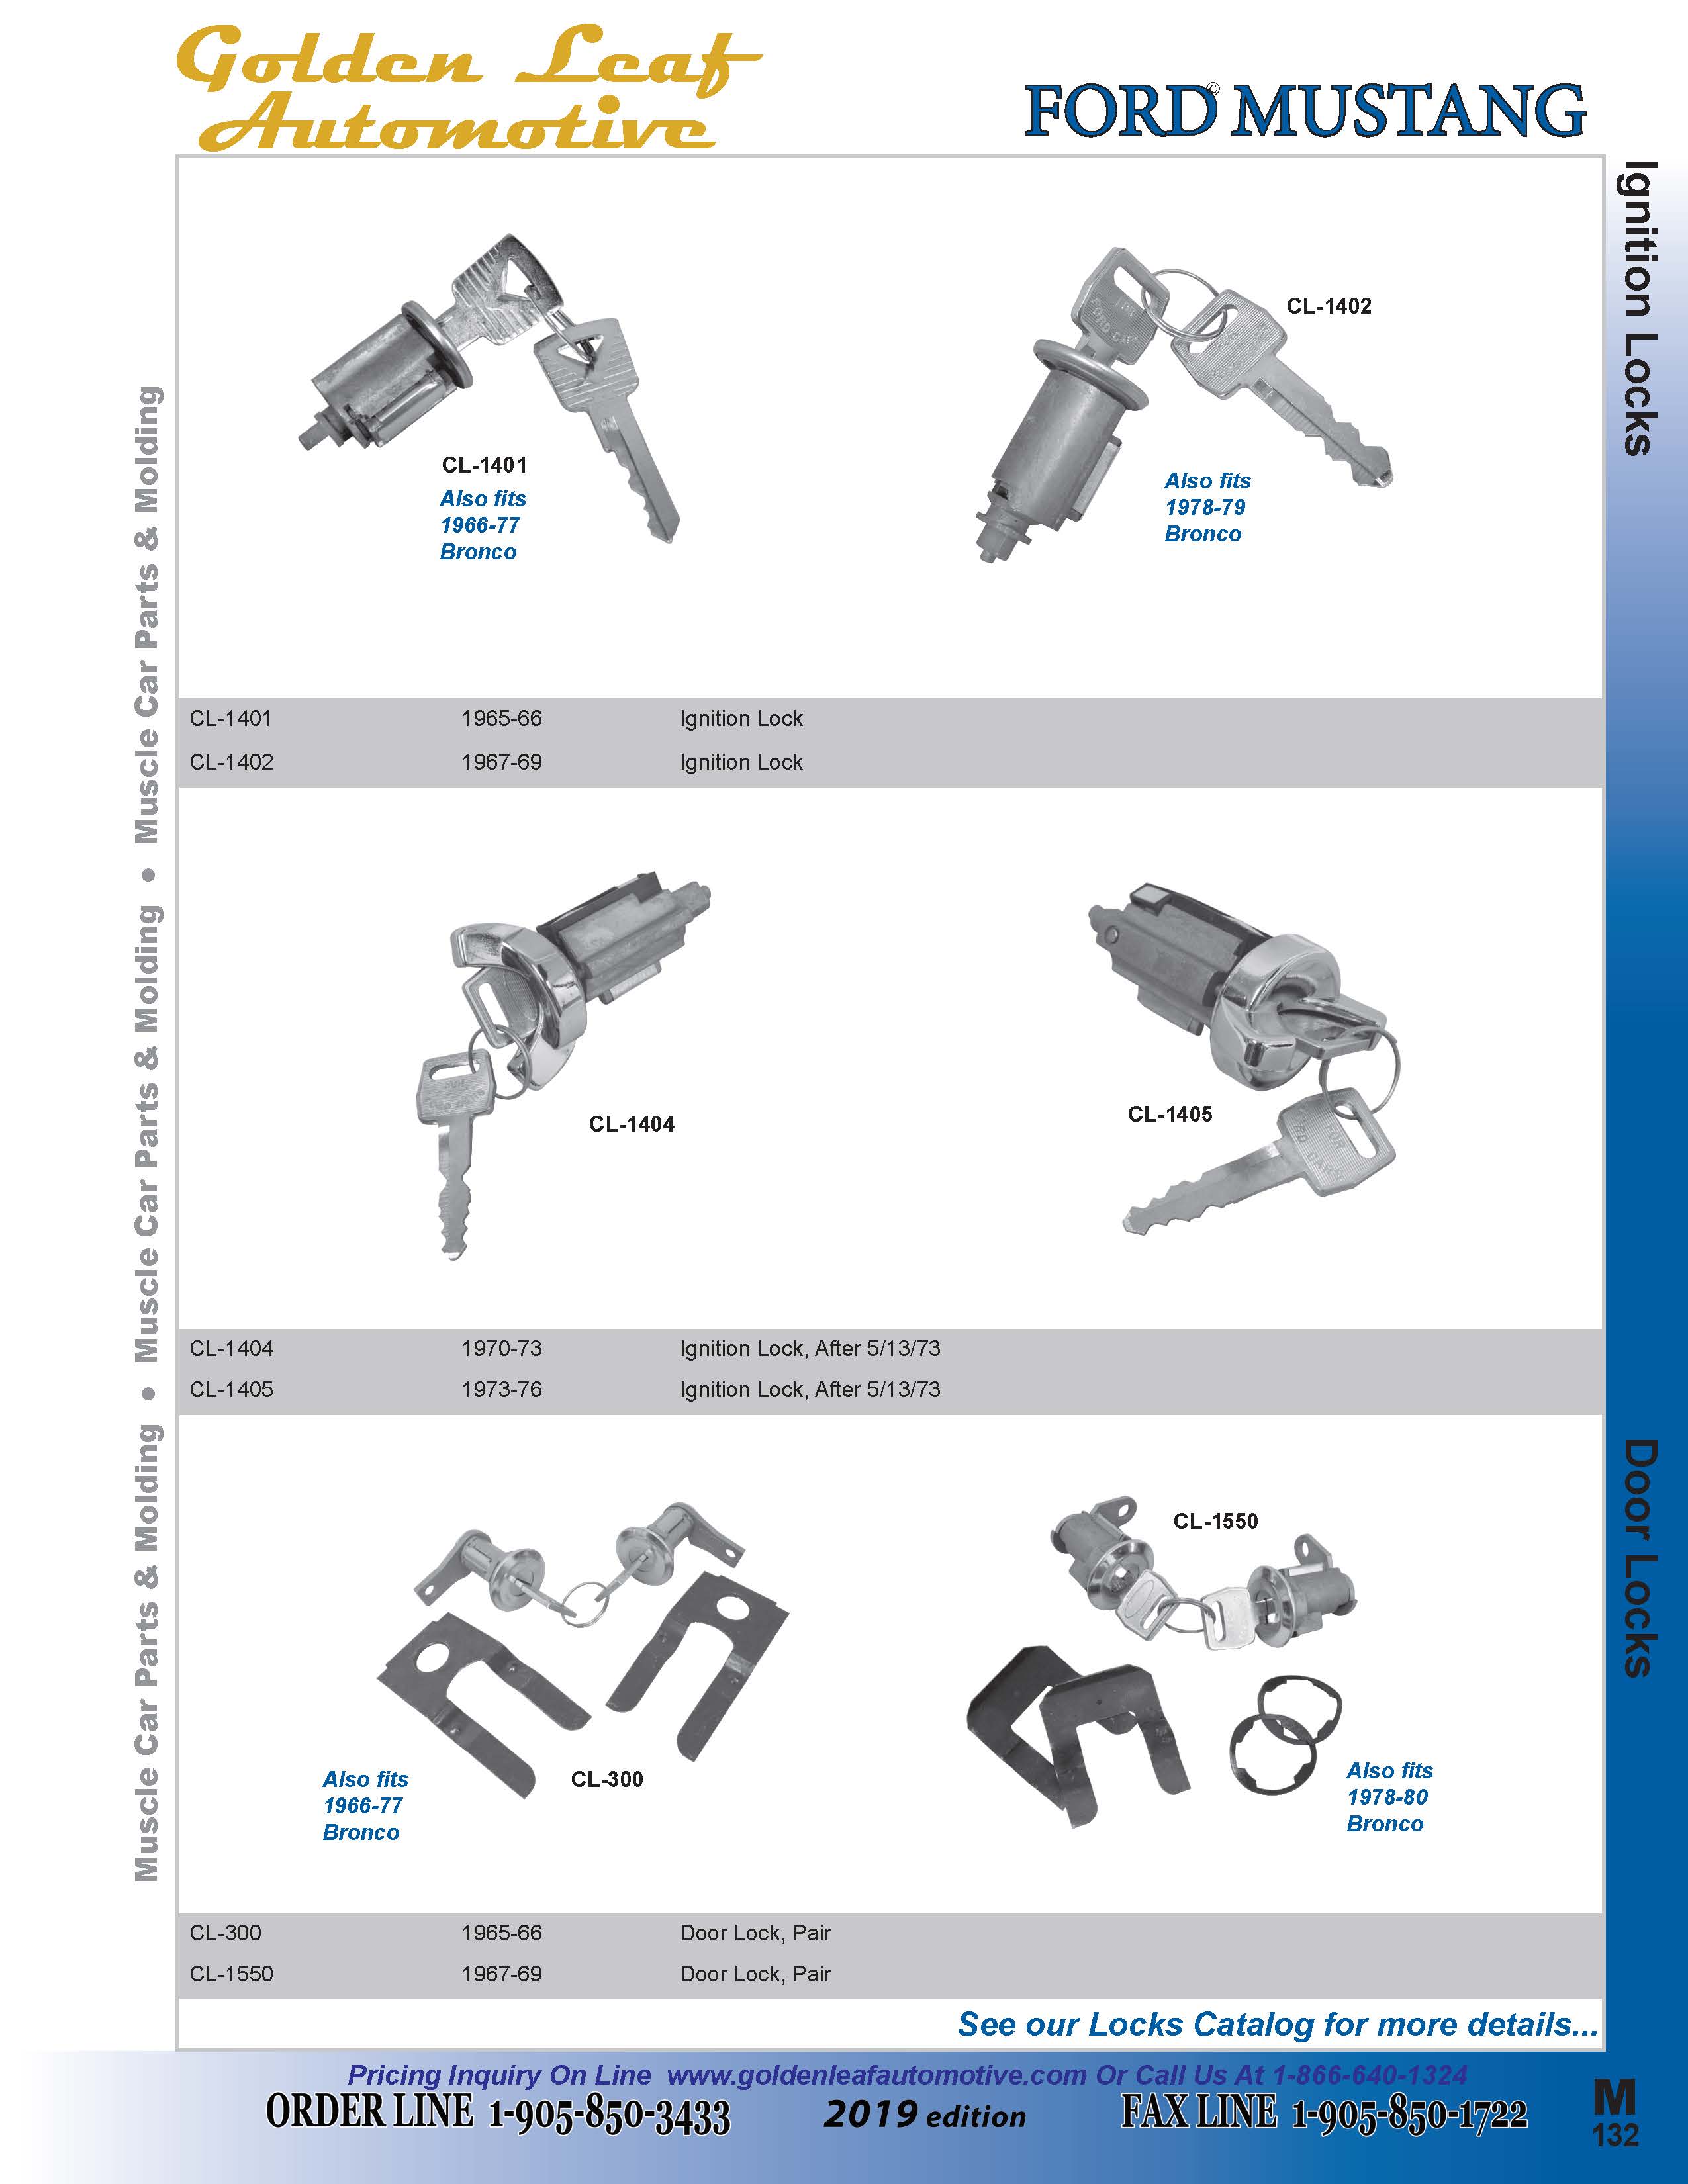 Golden Leaf
Automotive
FORD© MUSTANG
Ignition Locks
CL-1401
Also fits
1966-77
Bronco
CL-1402
Also fits
1978-79
Bronco
CL-1401 1965-66 Ignition Lock
CL-1402 1967-69 Ignition Lock
CL-1404
CL-1405
CL-1404 1970-73 Ignition Lock, After 5/13/73
CL-1405 1973-76 Ignition Lock, After 5/13/73
Door Locks
CL-300
Also fits
1966-77
Bronco
CL-1550
Also fits
1978-80
Bronco
CL-300 1965-66 Door Lock, Pair
CL-1550 1967-69 Door Lock, Pair
See our Locks Catalog for more details...
Muscle Car Parts & Molding • Muscle Car Parts & Molding • Muscle Car Parts & Molding
Pricing Inquiry On Line www.goldenleafautomotive.com Or Call Us At 1-866-640-1324
ORDER LINE 1-905-850-3433 2019 edition FAX LINE 1-905-850-1722
M
132